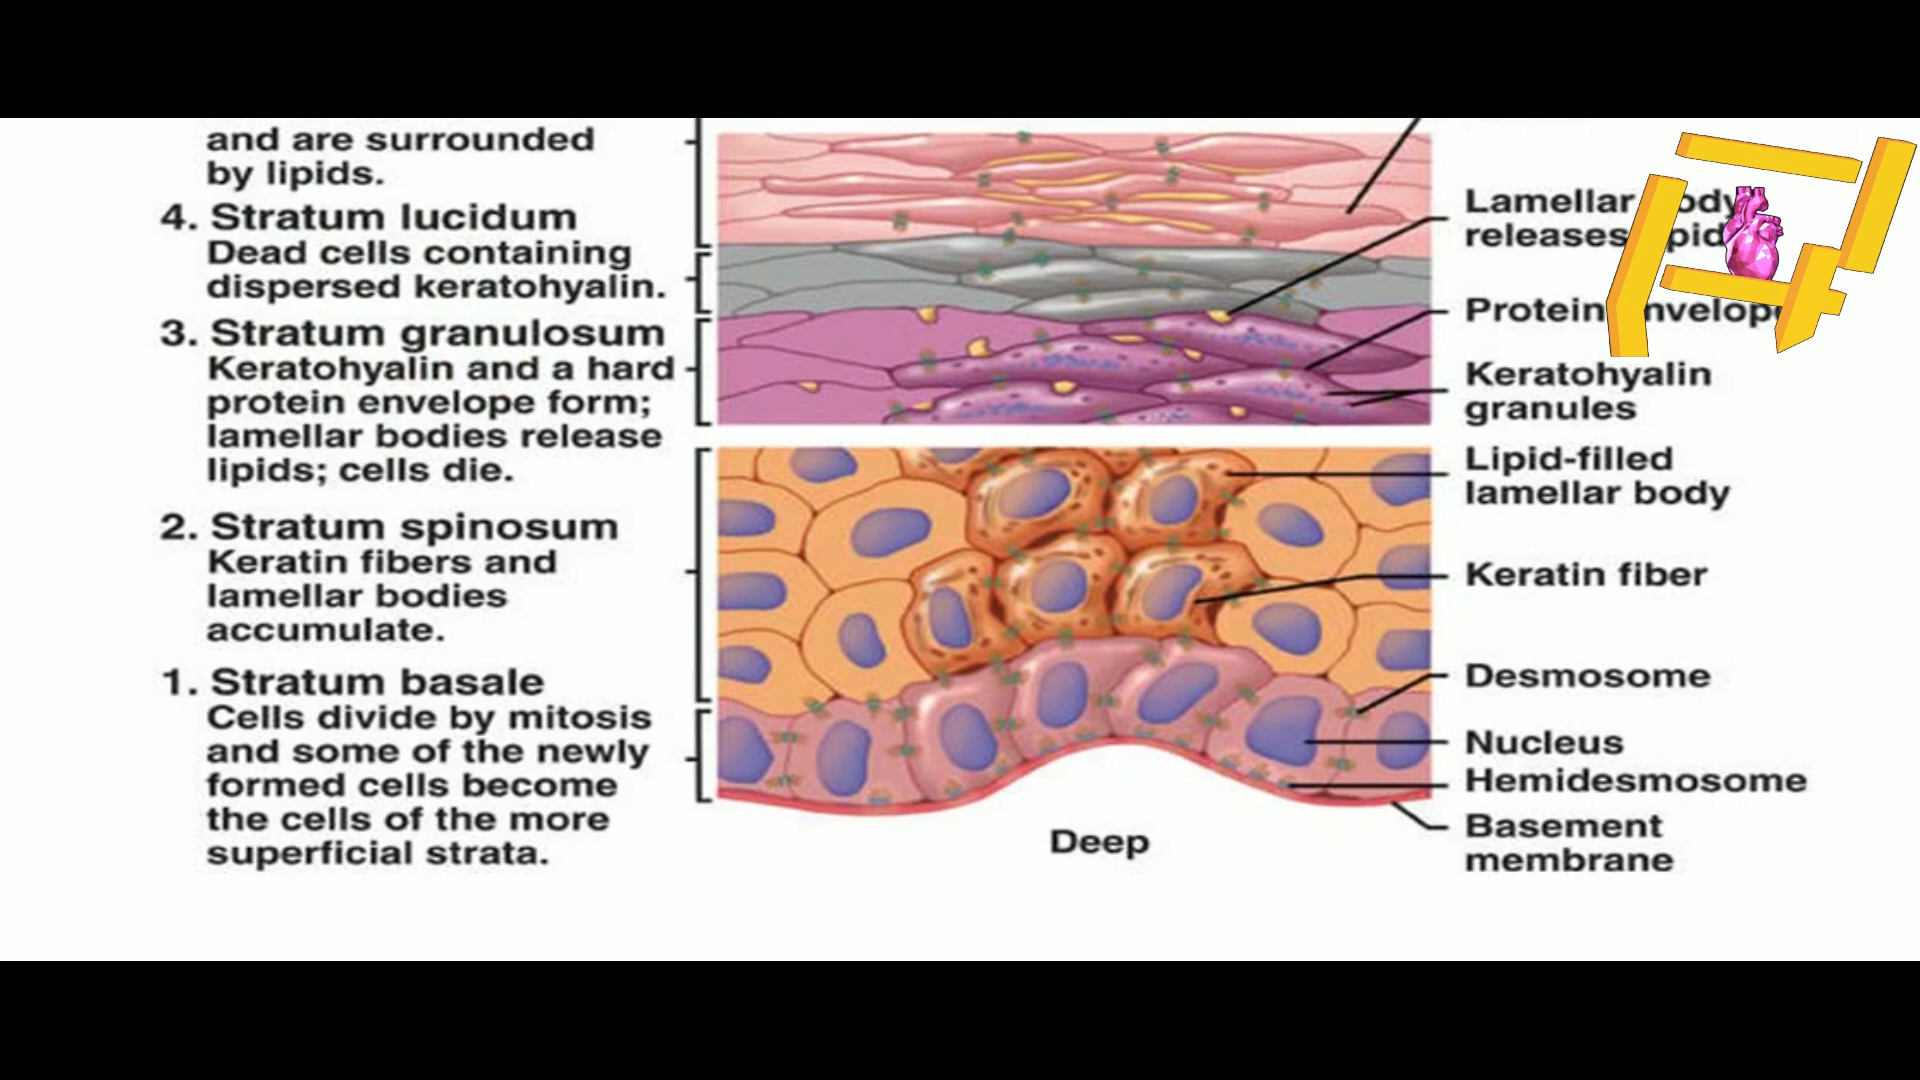 and are surrounded
by lipids.
4. Stratum lucidum
Dead cells containing
dispersed keratohyalin.
3. Stratum granulosum
Keratohyalin and a hard
protein envelope form;
lamellar bodies release
lipids; cells die.
2. Stratum spinosum
Keratin fibers and
lamellar bodies
accumulate.
1. Stratum basale
Cells divide by mitosis
and some of the newly
formed cells become
the cells of the more
superficial strata.
Deep
Lamellar
releases
Protein
Keratohyalin
granules
Lipid-filled
lamellar body
Keratin fiber
Desmosome
Nucleus
Hemidesmosome
Basement
membrane